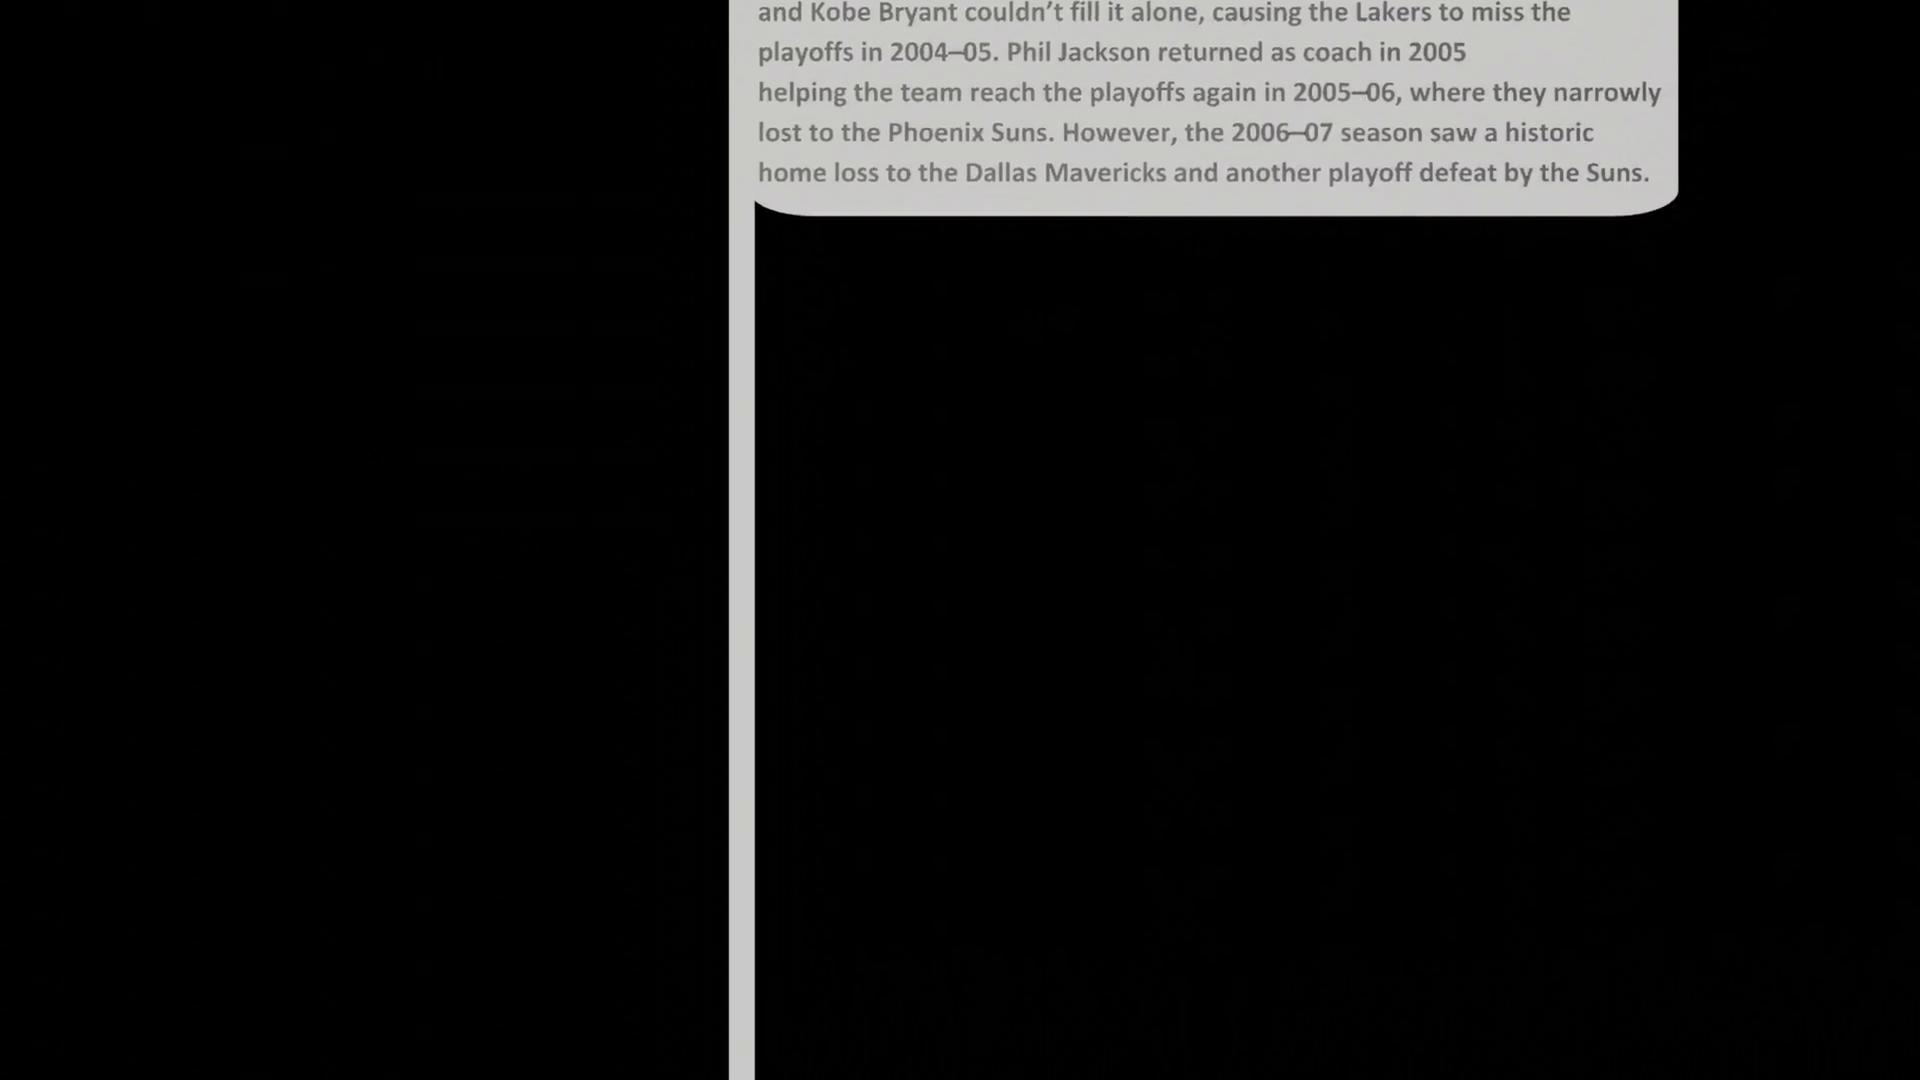 and Kobe Bryant couldn’t fill it alone, causing the Lakers to miss the
playoffs in 2004–05. Phil Jackson returned as coach in 2005
helping the team reach the playoffs again in 2005–06, where they narrowly
lost to the Phoenix Suns. However, the 2006–07 season saw a historic
home loss to the Dallas Mavericks and another playoff defeat by the Suns.